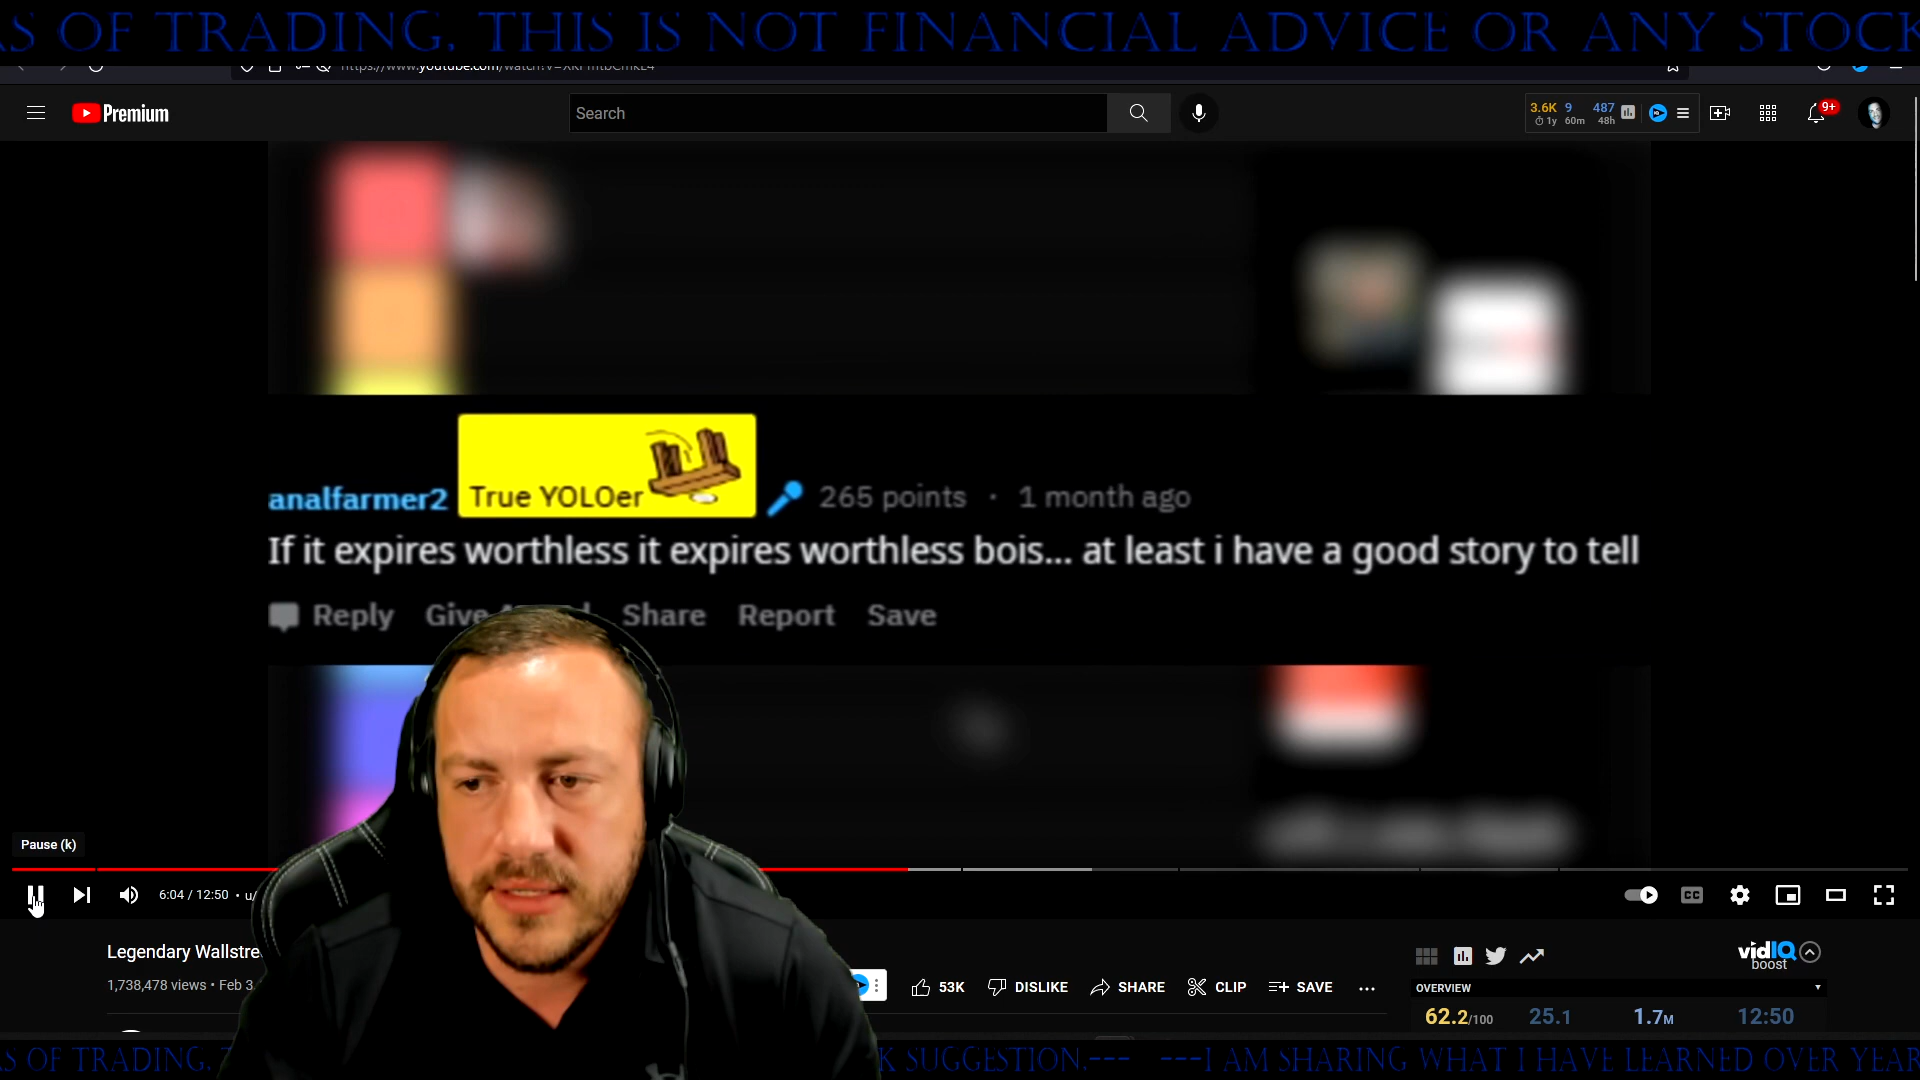 RS OF TRADING. THIS IS NOT FINANCIAL ADVICE OR ANY STOCK
Premium
Search
3.6K 9 487
1y 60m 48h
9+
analfarmer2 True YOLOer 265 points · 1 month ago
If it expires worthless it expires worthless bois... at least i have a good story to tell
Reply Give Share Report Save
Pause (k)
6:04 / 12:50 • u/
CC
Legendary Wallstre
1,738,478 views • Feb 3,
53K DISLIKE SHARE CLIP SAVE ...
vidIQ
boost
OVERVIEW
62.2/100 25.1 1.7M 12:50
RS OF TRADING. K SUGGESTION.--- ---I AM SHARING WHAT I HAVE LEARNED OVER YEAR